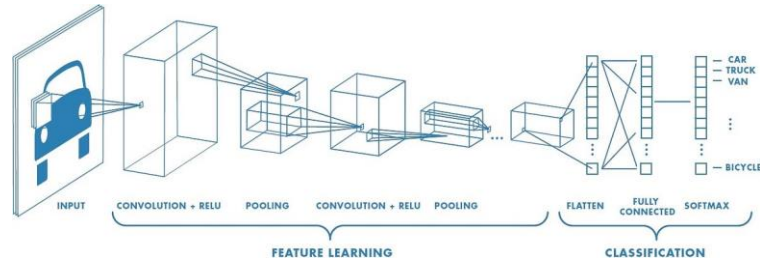 CAR
TRUCK
VAN
BICYCLE
INPUT
CONVOLUTION + RELU
POOLING
CONVOLUTION + RELU
POOLING
FLATTEN
FULLY
CONNECTED
SOFTMAX
FEATURE LEARNING
CLASSIFICATION